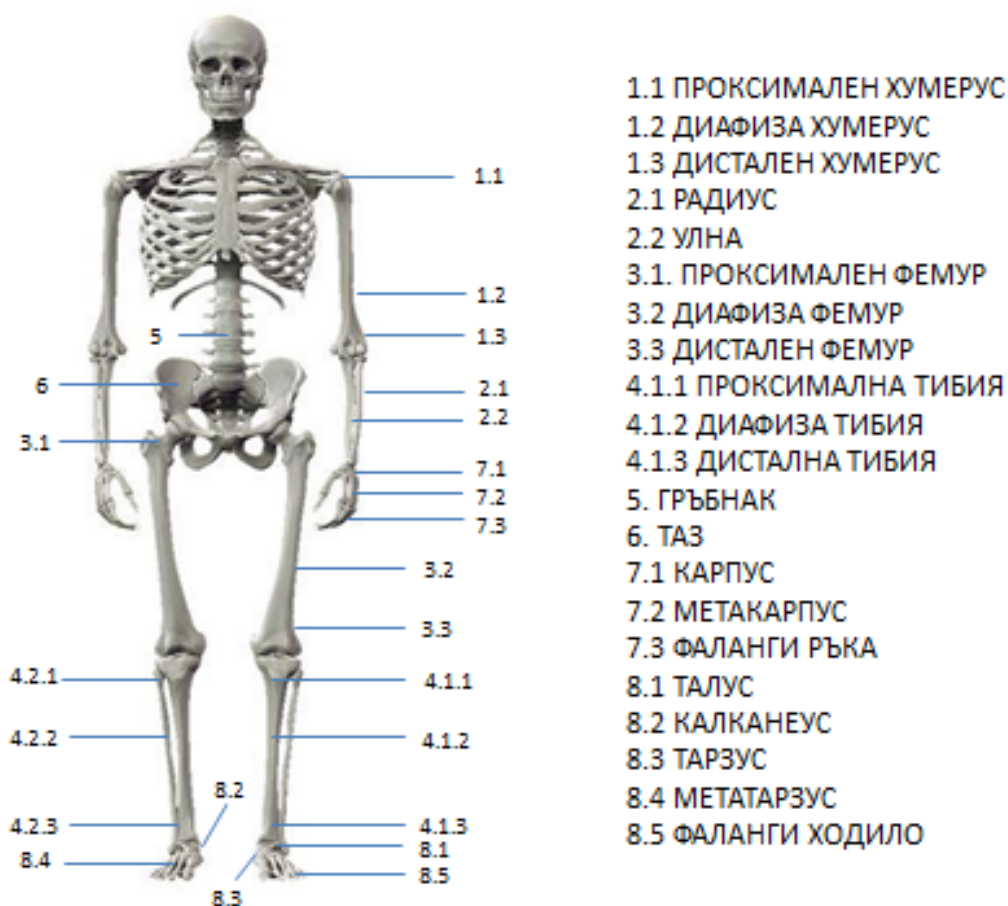 1.1
1.2
5
1.3
6
2.1
2.2
3.1
7.1
7.2
7.3
3.2
3.3
4.2.1
4.1.1
4.2.2
4.1.2
8.2
4.2.3
4.1.3
8.4
8.1
8.5
8.3
1.1 ПРОКСИМАЛЕН ХУМЕРУС
1.2 ДИАФИЗА ХУМЕРУС
1.3 ДИСТАЛЕН ХУМЕРУС
2.1 РАДИУС
2.2 УЛНА
3.1. ПРОКСИМАЛЕН ФЕМУР
3.2 ДИАФИЗА ФЕМУР
3.3 ДИСТАЛЕН ФЕМУР
4.1.1 ПРОКСИМАЛНА ТИБИЯ
4.1.2 ДИАФИЗА ТИБИЯ
4.1.3 ДИСТАЛНА ТИБИЯ
5. ГРЪБНАК
6. ТАЗ
7.1 КАРПУС
7.2 МЕТАКАРПУС
7.3 ФАЛАНГИ РЪКА
8.1 ТАЛУС
8.2 КАЛКАНЕУС
8.3 ТАРЗУС
8.4 МЕТАТАРЗУС
8.5 ФАЛАНГИ ХОДИЛО